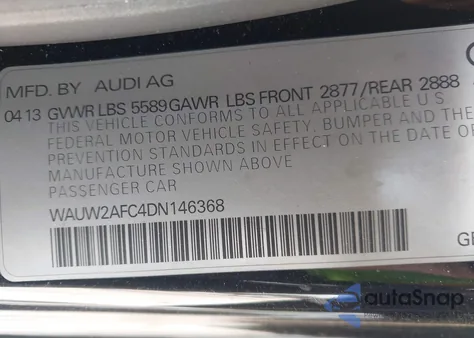 MFD. BY AUDI AG
04 13 GVWR LBS 5589 GAWR LBS FRONT 2877/REAR 2888
THIS VEHICLE CONFORMS TO ALL APPLICABLE U S
FEDERAL MOTOR VEHICLE SAFETY, BUMPER AND THE
PREVENTION STANDARDS IN EFFECT ON THE DATE OF
MANUFACTURE SHOWN ABOVE
PASSENGER CAR
WAUW2AFC4DN146368
autoSnap